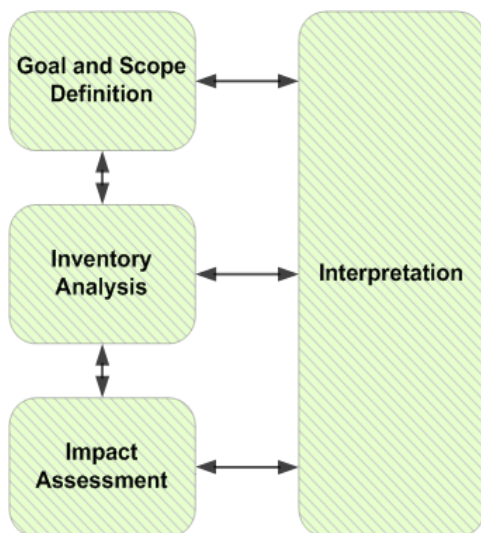 Goal and Scope
Definition
Inventory
Analysis
Interpretation
Impact
Assessment